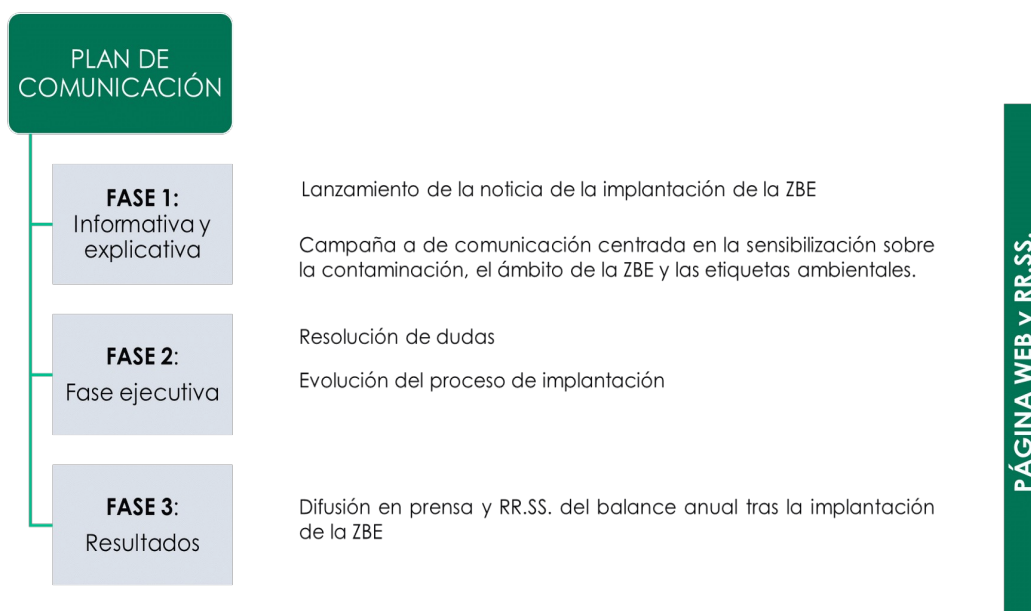 PLAN DE
COMUNICACIÓN
FASE 1:
Informativa y
explicativa
Lanzamiento de la noticia de la implantación de la ZBE
Campaña a de comunicación centrada en la sensibilización sobre
la contaminación, el ámbito de la ZBE y las etiquetas ambientales.
FASE 2:
Fase ejecutiva
Resolución de dudas
Evolución del proceso de implantación
FASE 3:
Resultados
Difusión en prensa y RR.SS. del balance anual tras la implantación
de la ZBE
PÁGINA WEB y RR.SS.